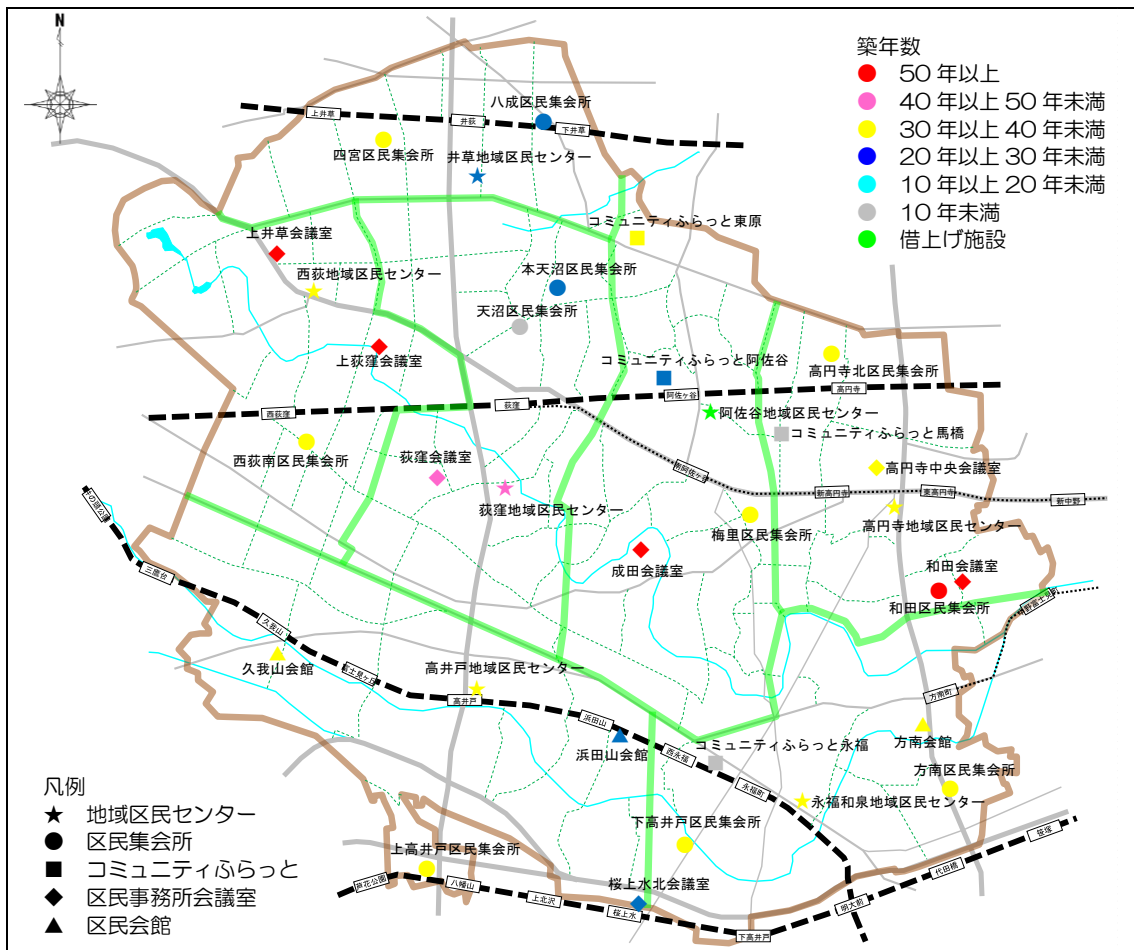 N
築年数
50年以上
40年以上50年未満
30年以上40年未満
20年以上30年未満
10年以上20年未満
10年未満
借上げ施設
八成区民集会所
上井草
井荻
下井草
四宮区民集会所
井草地域区民センター
コミュニティふらっと東原
上井草会議室
西荻地域区民センター
本天沼区民集会所
天沼区民集会所
上荻窪会議室
コミュニティふらっと阿佐谷
高円寺北区民集会所
西荻窪
荻窪
阿佐ヶ谷
高円寺
阿佐谷地域区民センター
コミュニティふらっと馬橋
西荻南区民集会所
荻窪会議室
南阿佐ヶ谷
高円寺中央会議室
新高円寺
東高円寺
新中野
荻窪地域区民センター
梅里区民集会所
高円寺地域区民センター
井の頭公園
三鷹台
成田会議室
和田会議室
和田区民集会所
久我山
久我山会館
富士見ヶ丘
高井戸地域区民センター
高井戸
浜田山
浜田山会館
西永福
コミュニティふらっと永福
永福町
方南町
方南会館
方南区民集会所
永福和泉地域区民センター
下高井戸区民集会所
上高井戸区民集会所
桜上水北会議室
芦花公園
八幡山
上北沢
桜上水
下高井戸
明大前
代田橋
笹塚
凡例
地域区民センター
区民集会所
コミュニティふらっと
区民事務所会議室
区民会館